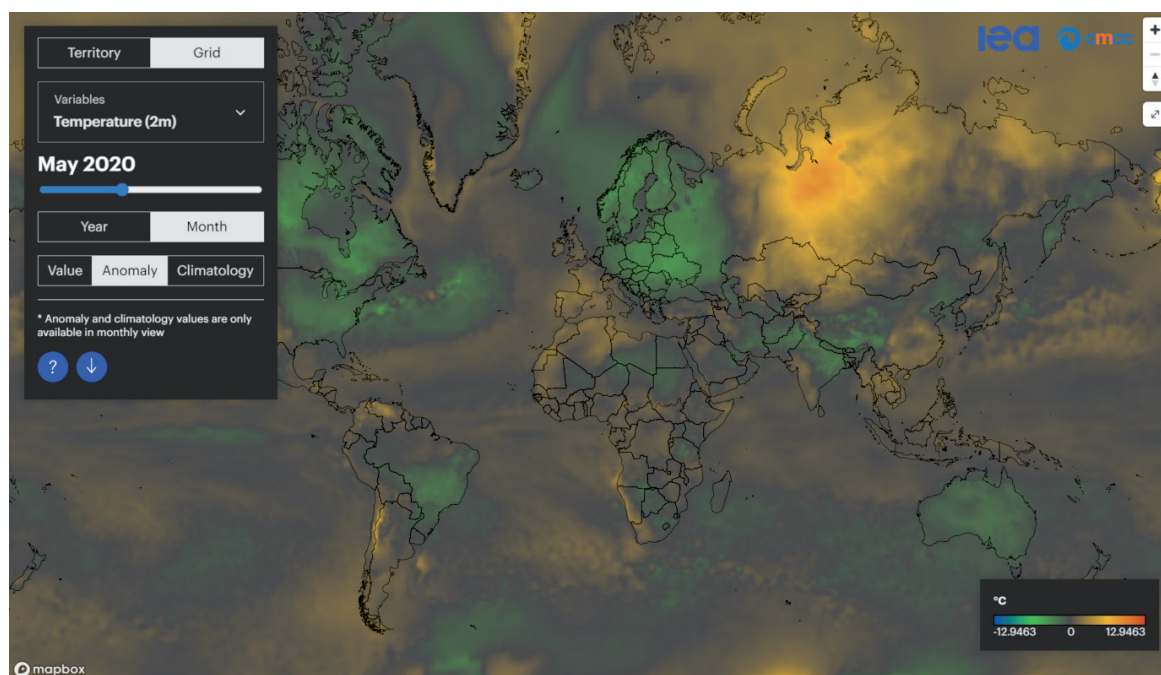 Territory Grid
Variables
Temperature (2m)
May 2020
Year Month
Value Anomaly Climatology
* Anomaly and climatology values are only
available in monthly view
?
iea cmcc
°C
-12.9463 0 12.9463
mapbox